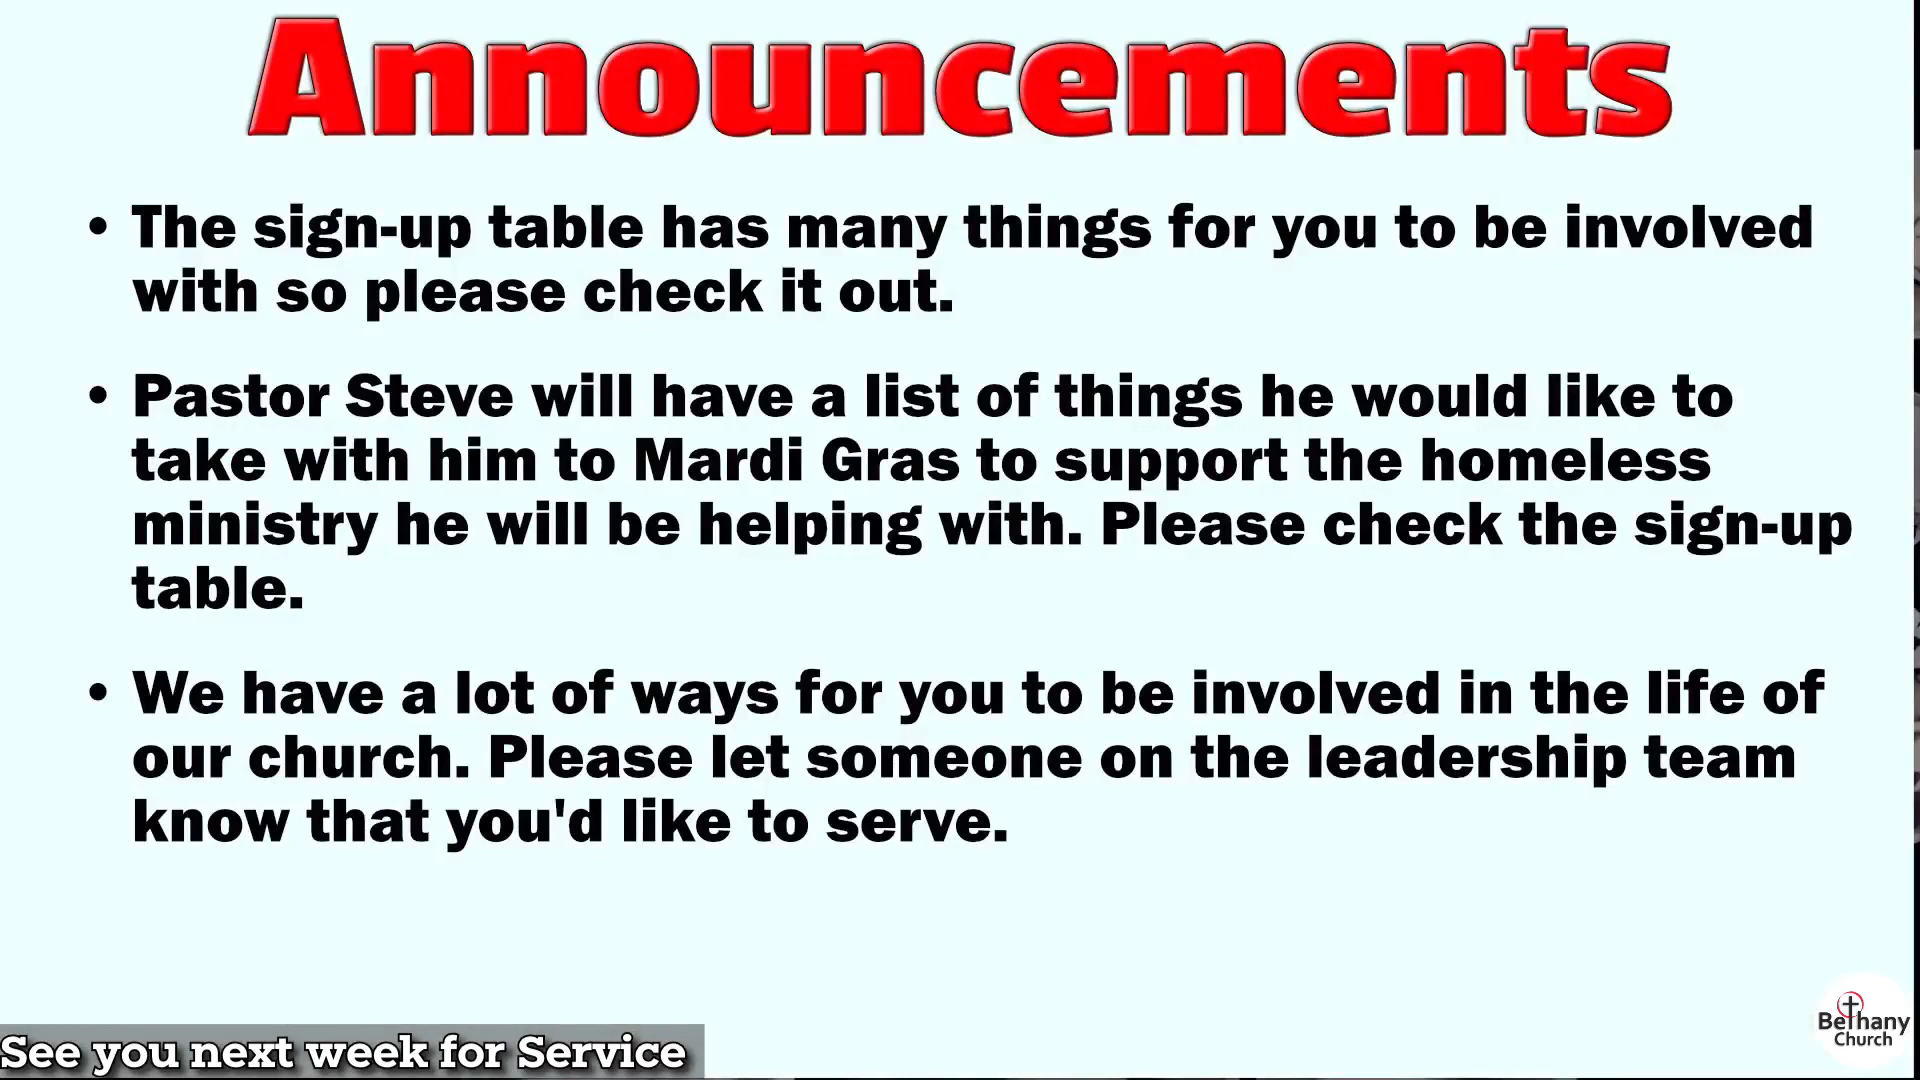 Announcements
• The sign-up table has many things for you to be involved
with so please check it out.
• Pastor Steve will have a list of things he would like to
take with him to Mardi Gras to support the homeless
ministry he will be helping with. Please check the sign-up
table.
• We have a lot of ways for you to be involved in the life of
our church. Please let someone on the leadership team
know that you'd like to serve.
See you next week for Service
Bethany
Church